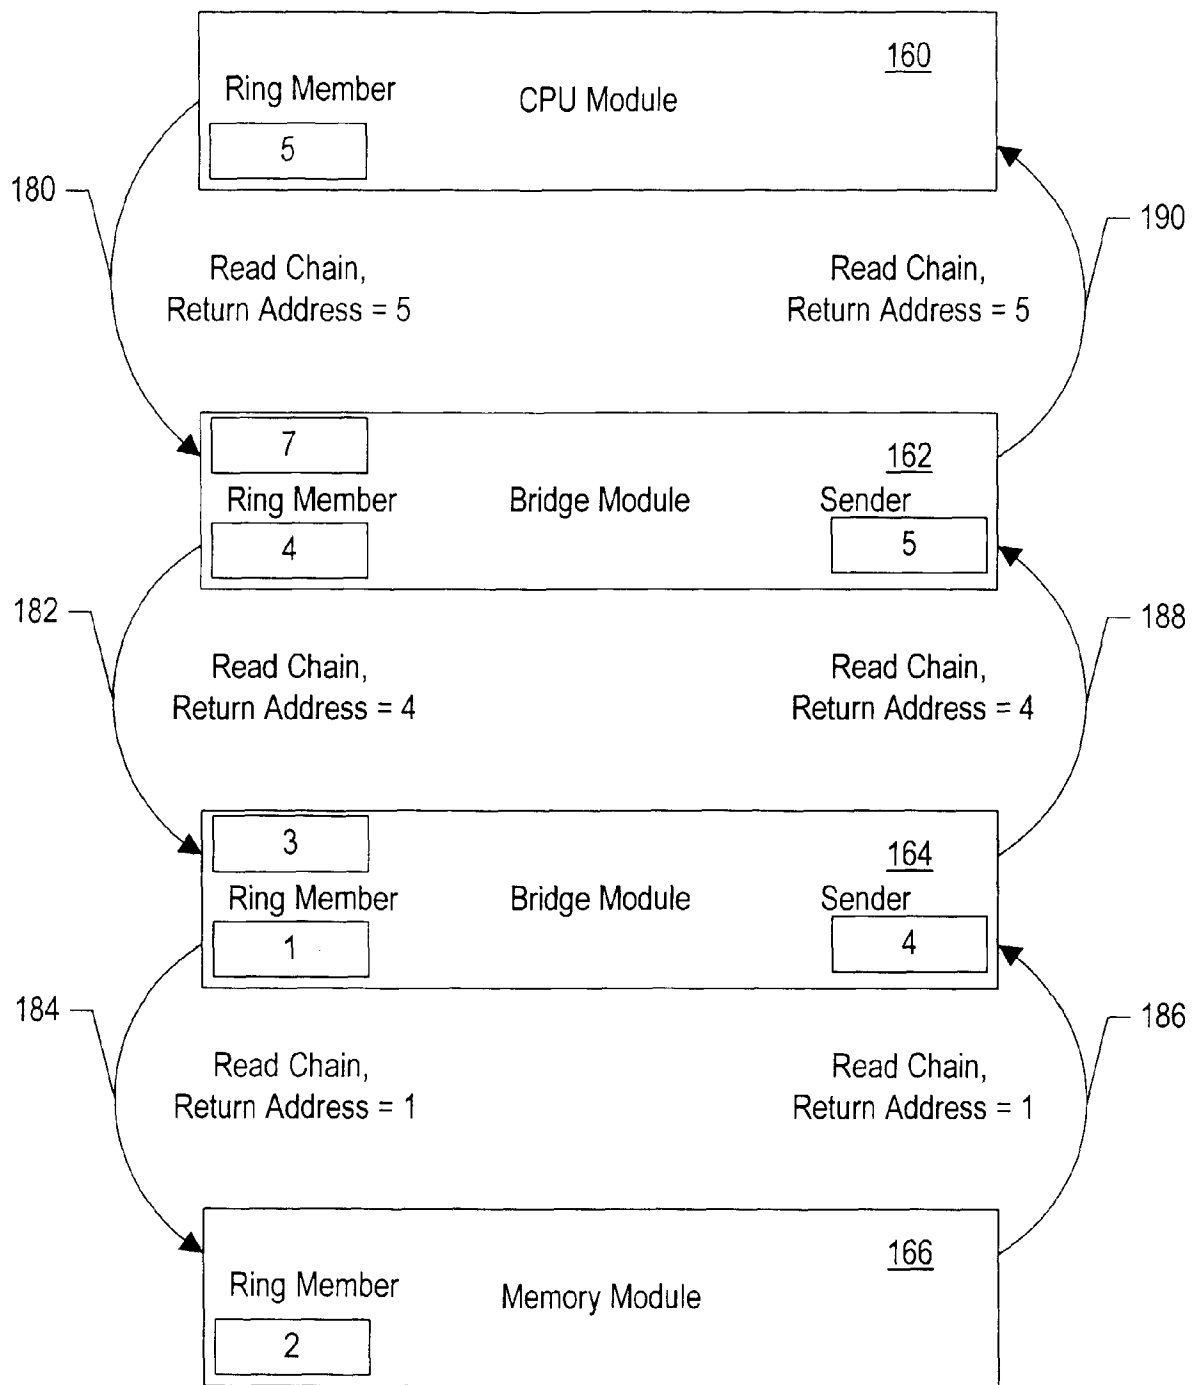 160
Ring Member
CPU Module
5
180
190
Read Chain,
Return Address = 5
Read Chain,
Return Address = 5
7
162
Ring Member
Bridge Module
Sender
4
5
182
188
Read Chain,
Return Address = 4
Read Chain,
Return Address = 4
3
164
Ring Member
Bridge Module
Sender
1
4
184
186
Read Chain,
Return Address = 1
Read Chain,
Return Address = 1
166
Ring Member
Memory Module
2